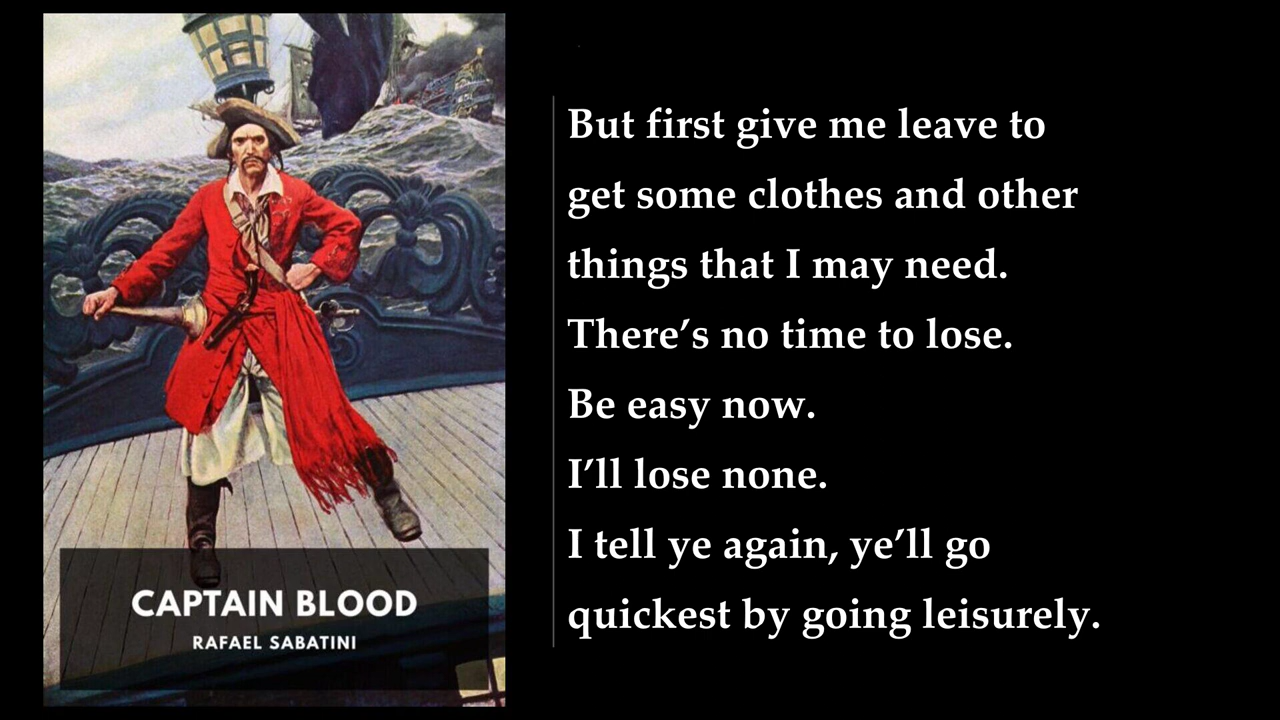 CAPTAIN BLOOD
RAFAEL SABATINI
But first give me leave to
get some clothes and other
things that I may need.
There’s no time to lose.
Be easy now.
I’ll lose none.
I tell ye again, ye’ll go
quickest by going leisurely.